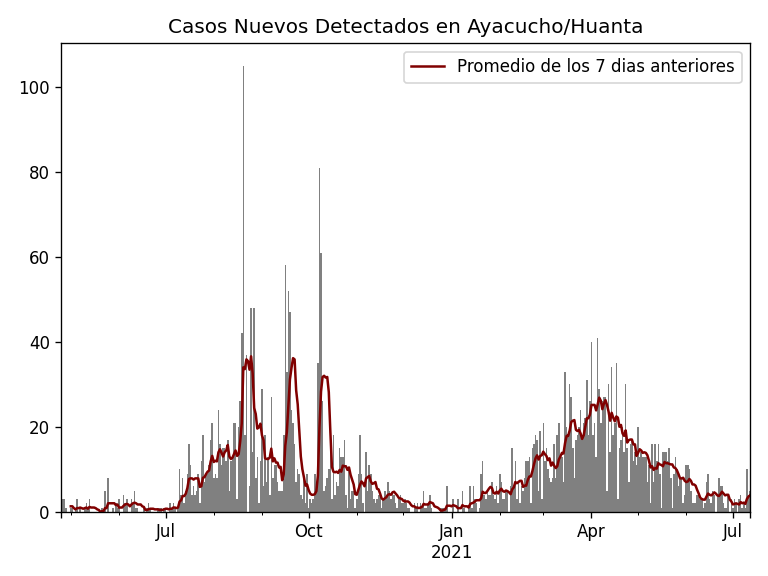 Casos Nuevos Detectados en Ayacucho/Huanta
Promedio de los 7 dias anteriores
100
80
60
40
20
0
Jul
Oct
Jan
2021
Apr
Jul